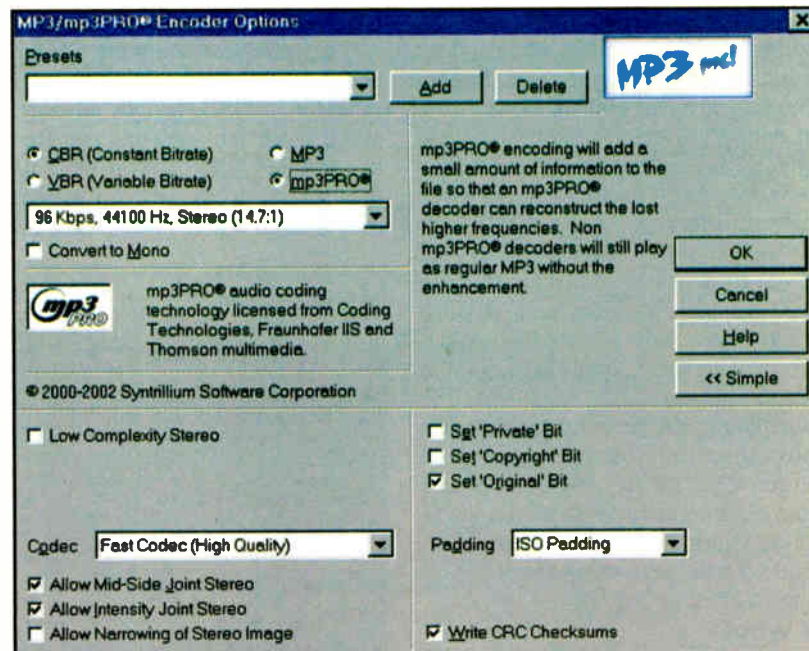 MP3/mp3PRO® Encoder Options
Presets
Add
Delete
MP3 me!
CBR (Constant Bitrate)
MP3
VBR (Variable Bitrate)
mp3PRO®
96 Kbps, 44100 Hz, Stereo (14.7:1)
Convert to Mono
mp3PRO® encoding will add a
small amount of information to the
file so that an mp3PRO®
decoder can reconstruct the lost
higher frequencies. Non
mp3PRO® decoders will still play
as regular MP3 without the
enhancement.
OK
Cancel
Help
<< Simple
mp3
PRO
mp3PRO® audio coding
technology licensed from Coding
Technologies, Fraunhofer IIS and
Thomson multimedia.
© 2000-2002 Syntrillium Software Corporation
Low Complexity Stereo
Set 'Private' Bit
Set 'Copyright' Bit
Set 'Original' Bit
Codec
Fast Codec (High Quality)
Padding
ISO Padding
Allow Mid-Side Joint Stereo
Allow Intensity Joint Stereo
Allow Narrowing of Stereo Image
Write CRC Checksums